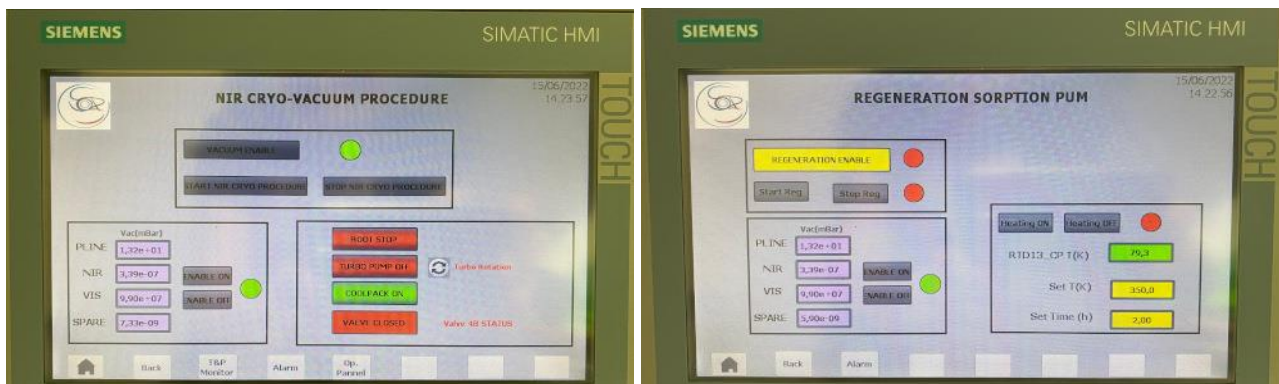 SIEMENS
SIMATIC HMI
TOUCH
15/06/2022
14.23.57
NIR CRYO-VACUUM PROCEDURE
VACUUM ENABLE
START NIR CRYO PROCEDURE
STOP NIR CRYO PROCEDURE
Vac(mBar)
PLINE 1,32e+01
NIR 3,39e-07
VIS 9,90e-07
SPARE 7,33e-09
ENABLE ON
ENABLE OFF
ROOT STOP
TURBO PUMP OFF
Turbo Rotation
COOLPACK ON
VALVE CLOSED
Valve 4B STATUS
Back
T&P
Monitor
Alarm
Op.
Pannel
SIEMENS
SIMATIC HMI
TOUCH
15/06/2022
14.22.56
REGENERATION SORPTION PUM
REGENERATION ENABLE
Start Reg
Stop Reg
Vac(mBar)
PLINE 1,32e+01
NIR 3,39e-07
VIS 9,90e-07
SPARE 5,90e-09
ENABLE ON
ENABLE OFF
Heating ON
Heating OFF
RTD13_CP T(K) 79,3
Set T(K) 350,0
Set Time (h) 2,00
Back
Alarm